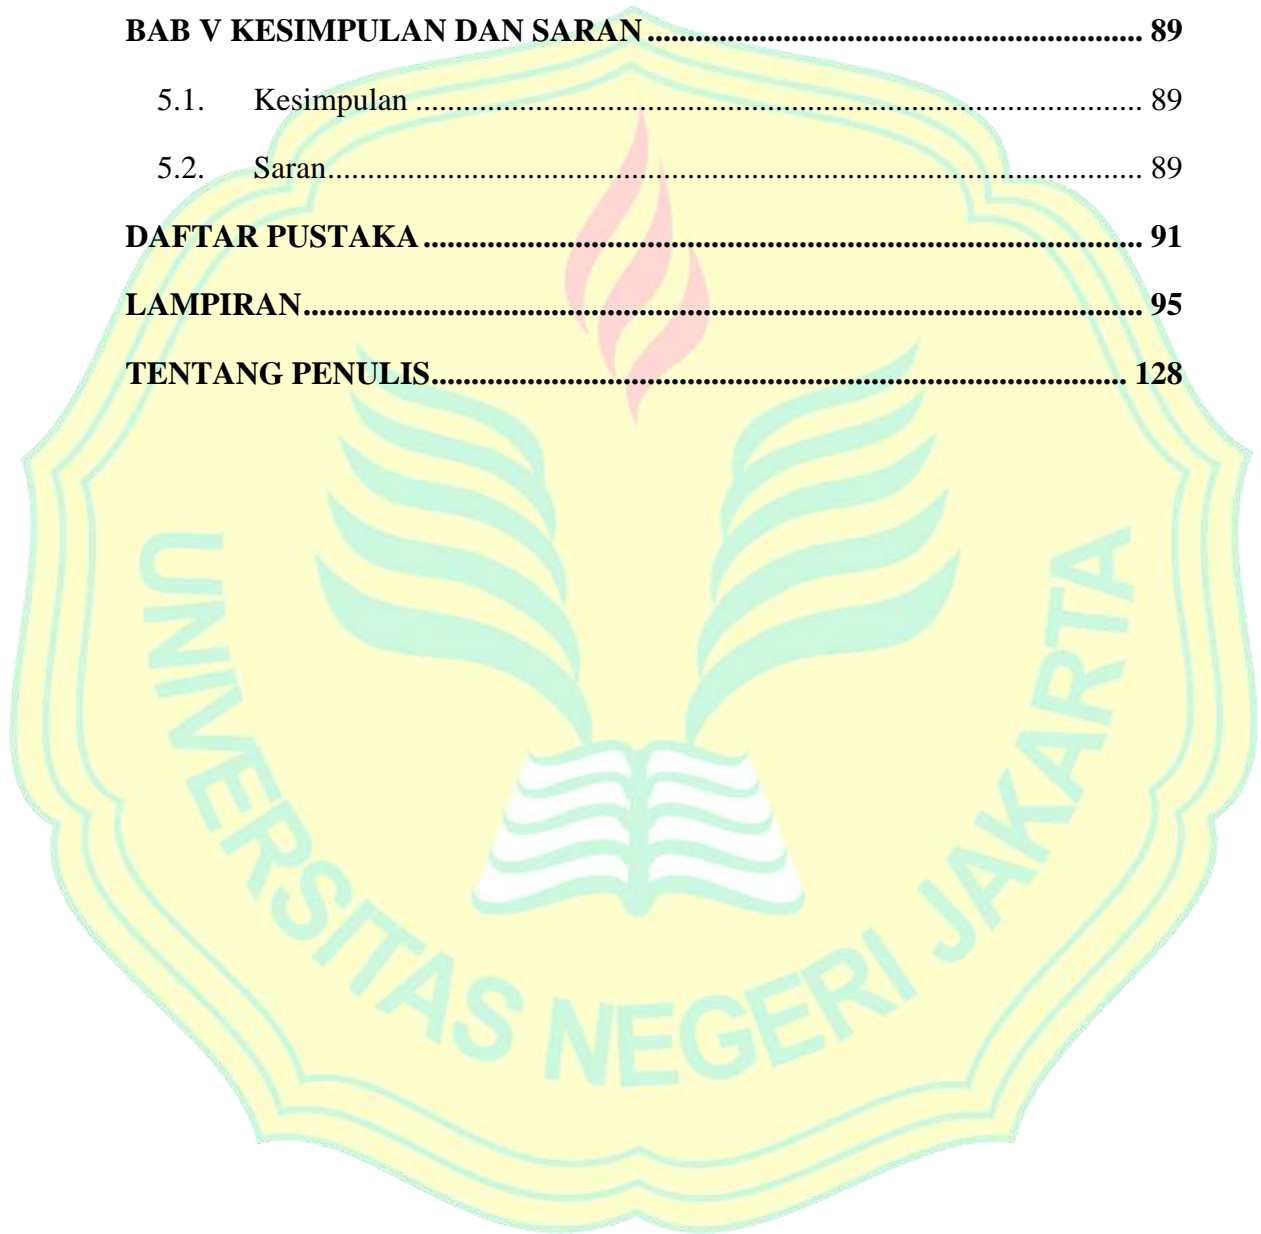 BAB V KESIMPULAN DAN SARAN .............................................................. 89
5.1. Kesimpulan ........................................................................................... 89
5.2. Saran...................................................................................................... 89
DAFTAR PUSTAKA .......................................................................................... 91
LAMPIRAN......................................................................................................... 95
TENTANG PENULIS....................................................................................... 128
UNIVERSITAS NEGERI JAKARTA